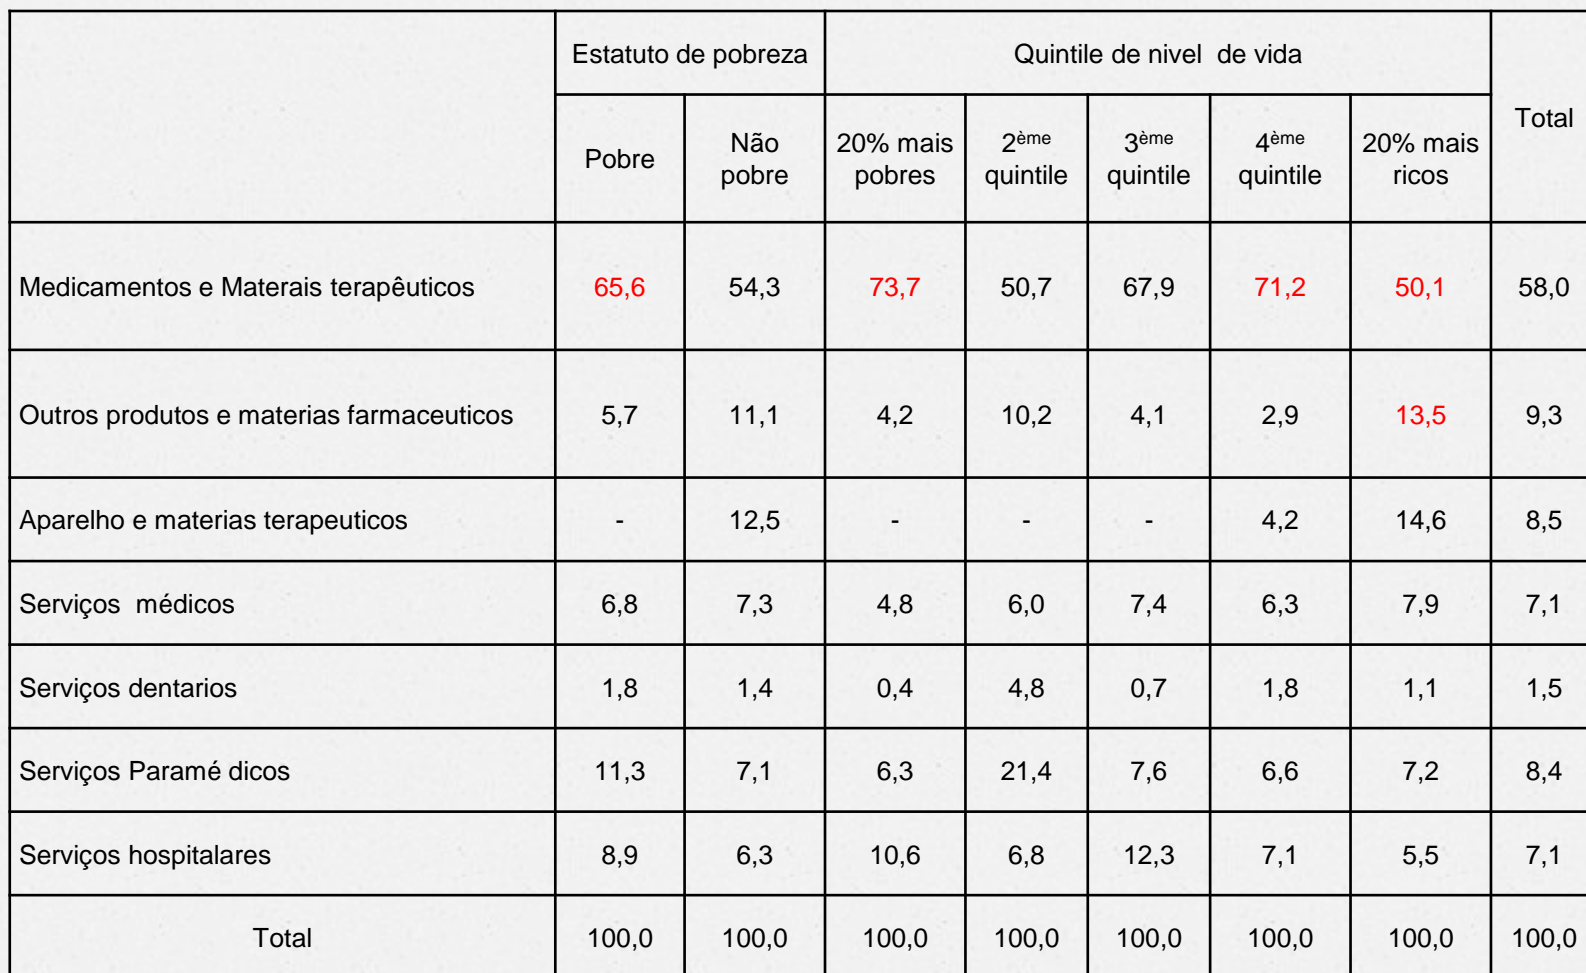 Estatuto de pobreza Quintile de nivel de vida Total
Pobre Não pobre 20% mais pobres 2ème quintile 3ème quintile 4ème quintile 20% mais ricos
Medicamentos e Materais terapêuticos 65,6 54,3 73,7 50,7 67,9 71,2 50,1 58,0
Outros produtos e materias farmaceuticos 5,7 11,1 4,2 10,2 4,1 2,9 13,5 9,3
Aparelho e materias terapeuticos - 12,5 - - - 4,2 14,6 8,5
Serviços médicos 6,8 7,3 4,8 6,0 7,4 6,3 7,9 7,1
Serviços dentarios 1,8 1,4 0,4 4,8 0,7 1,8 1,1 1,5
Serviços Paramé dicos 11,3 7,1 6,3 21,4 7,6 6,6 7,2 8,4
Serviços hospitalares 8,9 6,3 10,6 6,8 12,3 7,1 5,5 7,1
Total 100,0 100,0 100,0 100,0 100,0 100,0 100,0 100,0